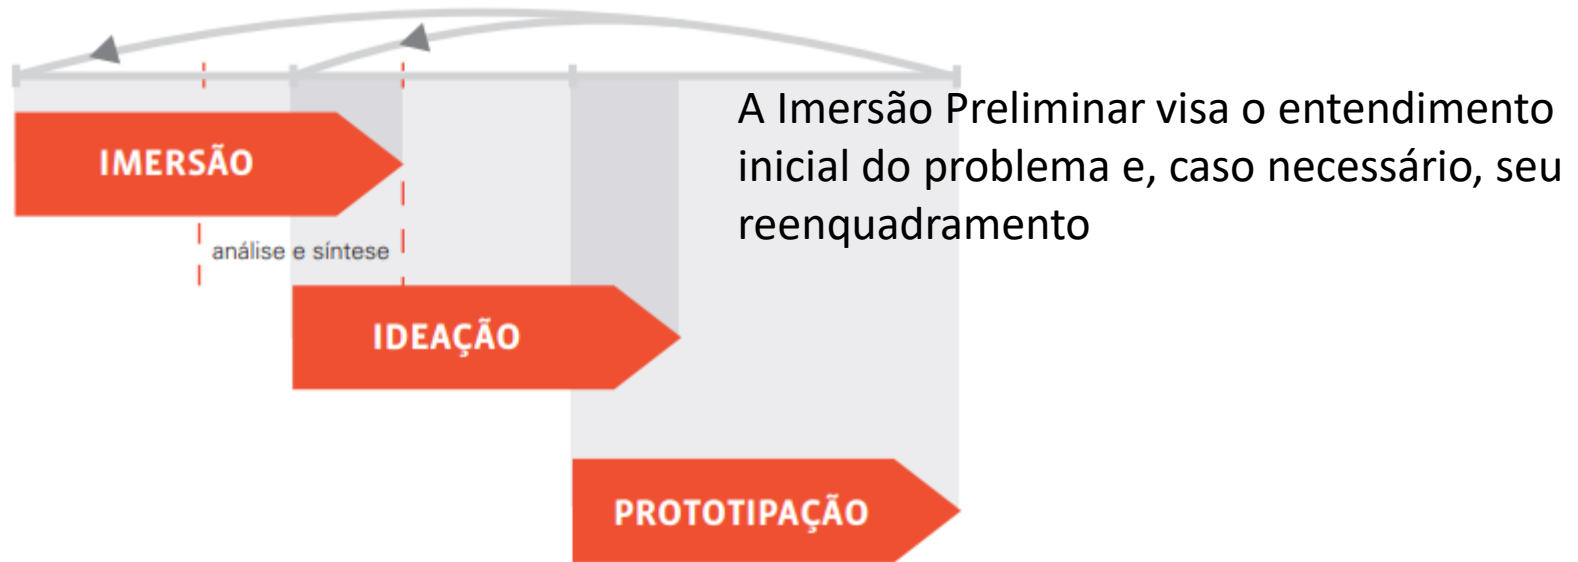 A Imersão Preliminar visa o entendimento
inicial do problema e, caso necessário, seu
reenquadramento
IMERSÃO
análise e síntese
IDEAÇÃO
PROTOTIPAÇÃO